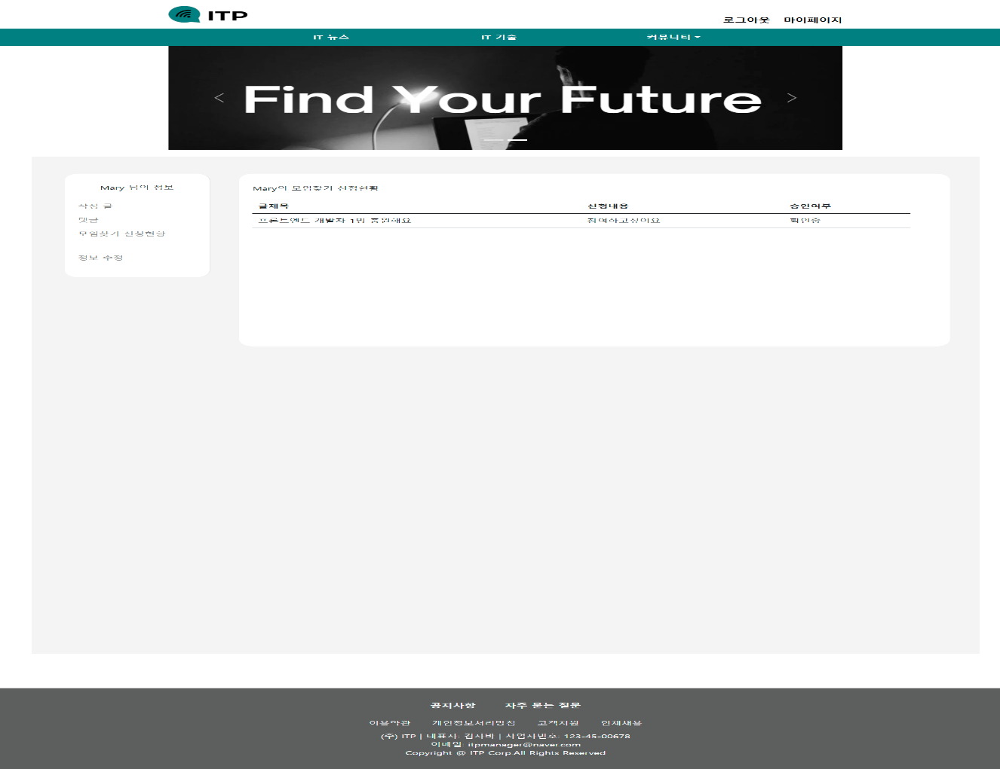 ITP
로그아웃 마이페이지
IT 뉴스 IT 기술 커뮤니티
< Find Your Future >
Mary 님의 정보
작성 글
댓글
모임찾기 신청현황
정보 수정
Mary의 모임찾기 신청현황
글제목 신청내용 승인여부
프론트엔드 개발자 1명 충원해요 참여하고싶어요 확인중
공지사항 자주 묻는 질문
이용약관 개인정보처리방침 고객지원 인재채용
(주) ITP | 대표자: 김자바 | 사업자번호: 123-45-00678
이메일: itpmanager@naver.com
Copyright @ ITP Corp.All Rights Reserved